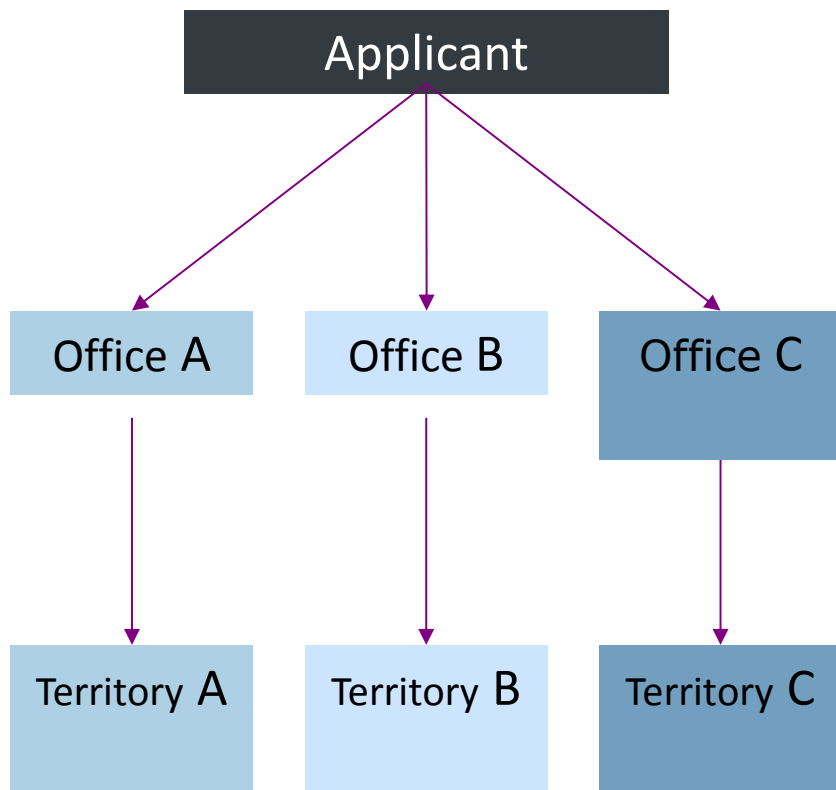 Applicant
Office A
Office B
Office C
Territory A
Territory B
Territory C